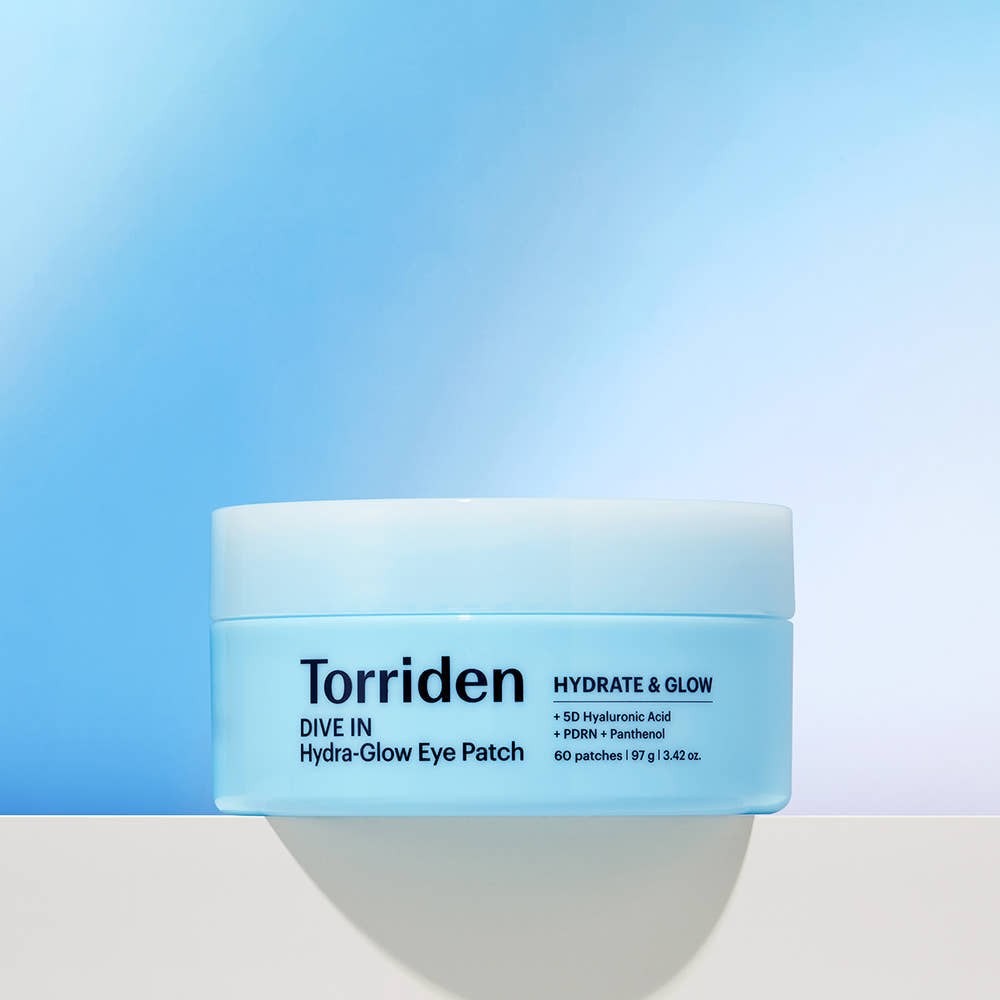 Torriden
DIVE IN
Hydra-Glow Eye Patch
HYDRATE & GLOW
+ 5D Hyaluronic Acid
+ PDRN + Panthenol
60 patches | 97 g | 3.42 oz.